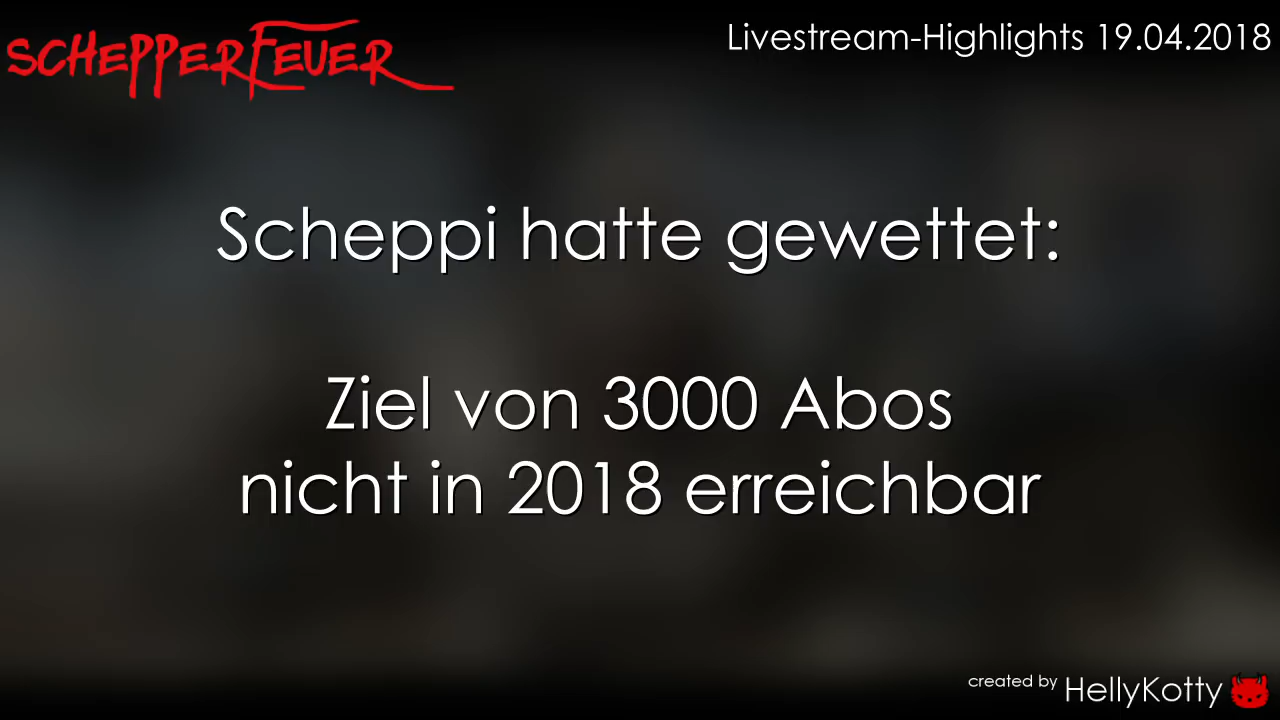 SCHEPPERFEUER
Livestream-Highlights 19.04.2018
Scheppi hatte gewettet:
Ziel von 3000 Abos
nicht in 2018 erreichbar
created by HellyKotty